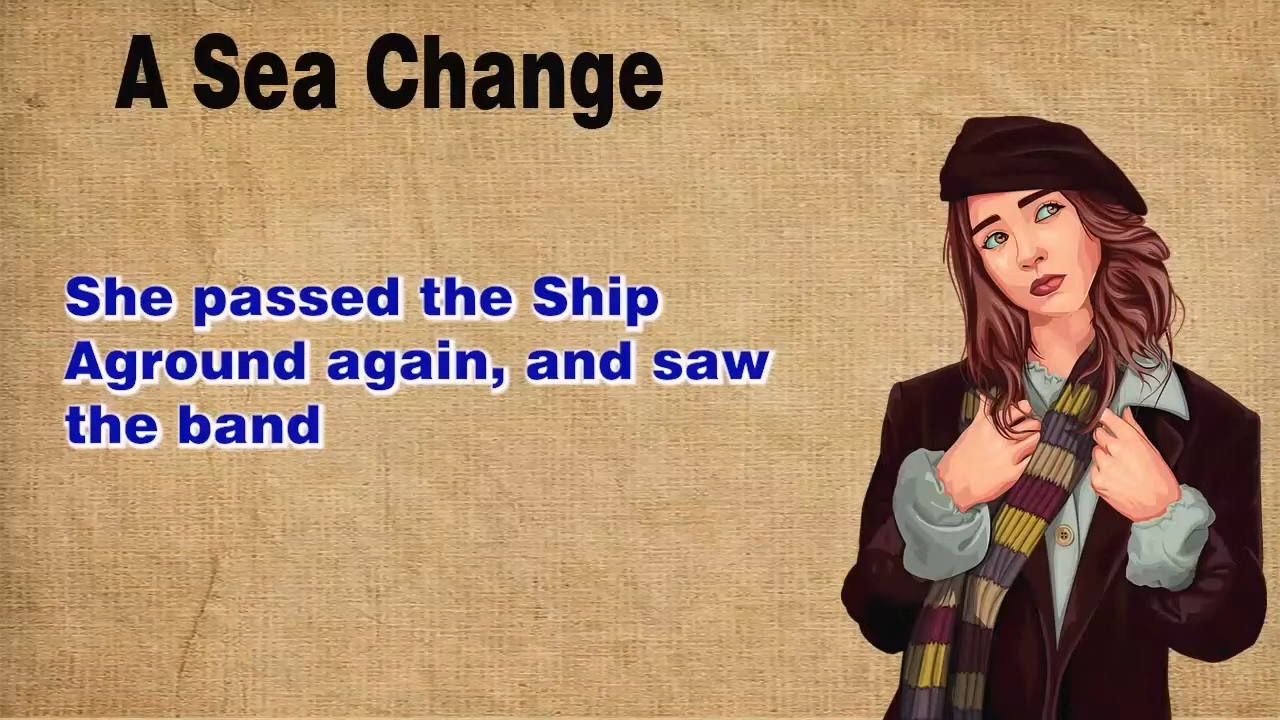 A Sea Change
She passed the Ship
Aground again, and saw
the band